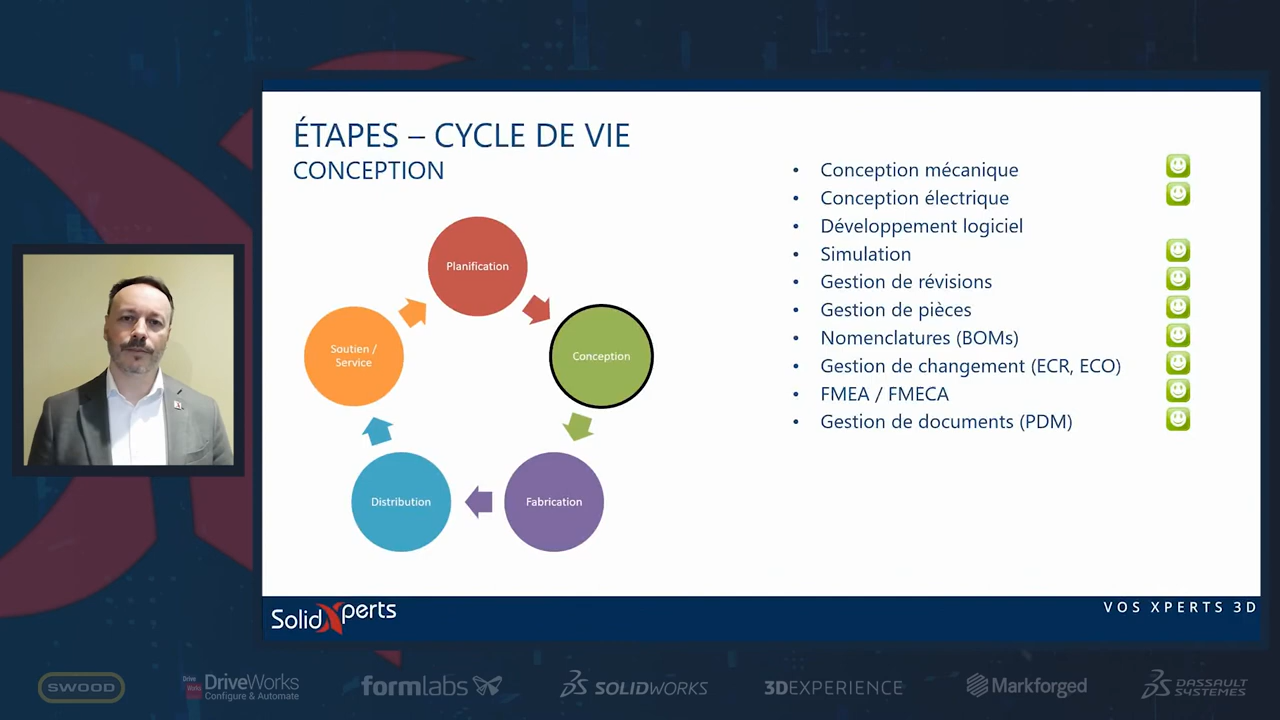 ÉTAPES – CYCLE DE VIE
CONCEPTION
Planification
Conception
Fabrication
Distribution
Soutien /
Service
• Conception mécanique
• Conception électrique
• Développement logiciel
• Simulation
• Gestion de révisions
• Gestion de pièces
• Nomenclatures (BOMs)
• Gestion de changement (ECR, ECO)
• FMEA / FMECA
• Gestion de documents (PDM)
SolidXperts
VOS XPERTS 3D
SWOOD
Drive
Works
DriveWorks
Configure & Automate
formlabs
SOLIDWORKS
3DEXPERIENCE
Markforged
DASSAULT
SYSTEMES